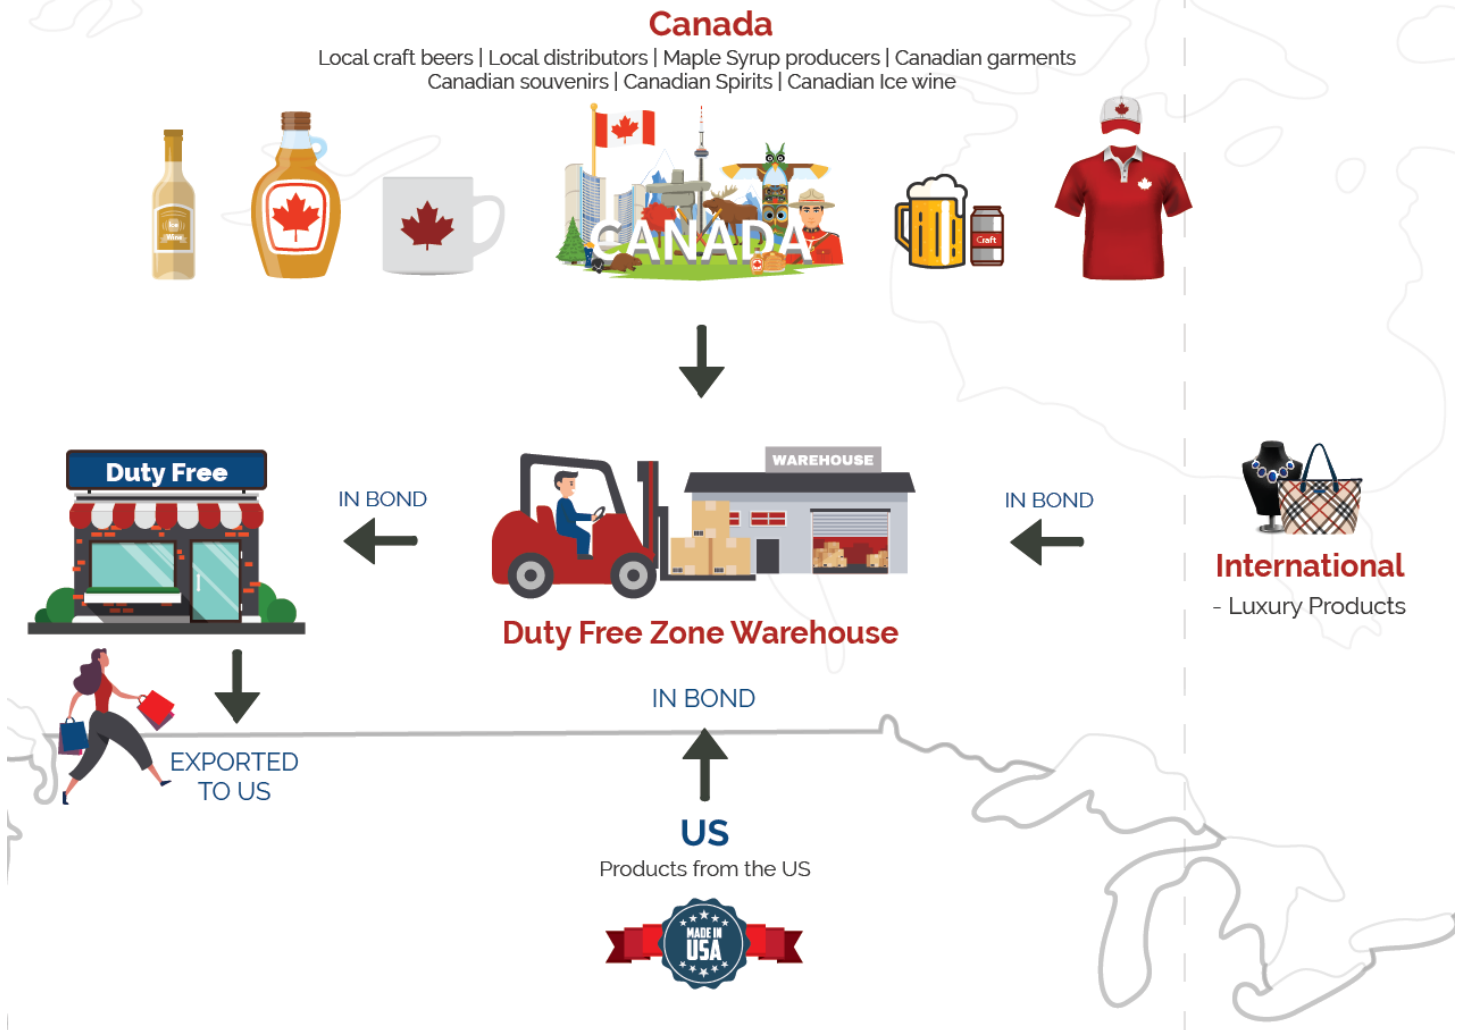 Canada
Local craft beers | Local distributors | Maple Syrup producers | Canadian garments
Canadian souvenirs | Canadian Spirits | Canadian Ice wine
Ice
Wine
CANADA
Craft
Duty Free
IN BOND
WAREHOUSE
IN BOND
International
- Luxury Products
Duty Free Zone Warehouse
IN BOND
EXPORTED
TO US
US
Products from the US
MADE IN
USA